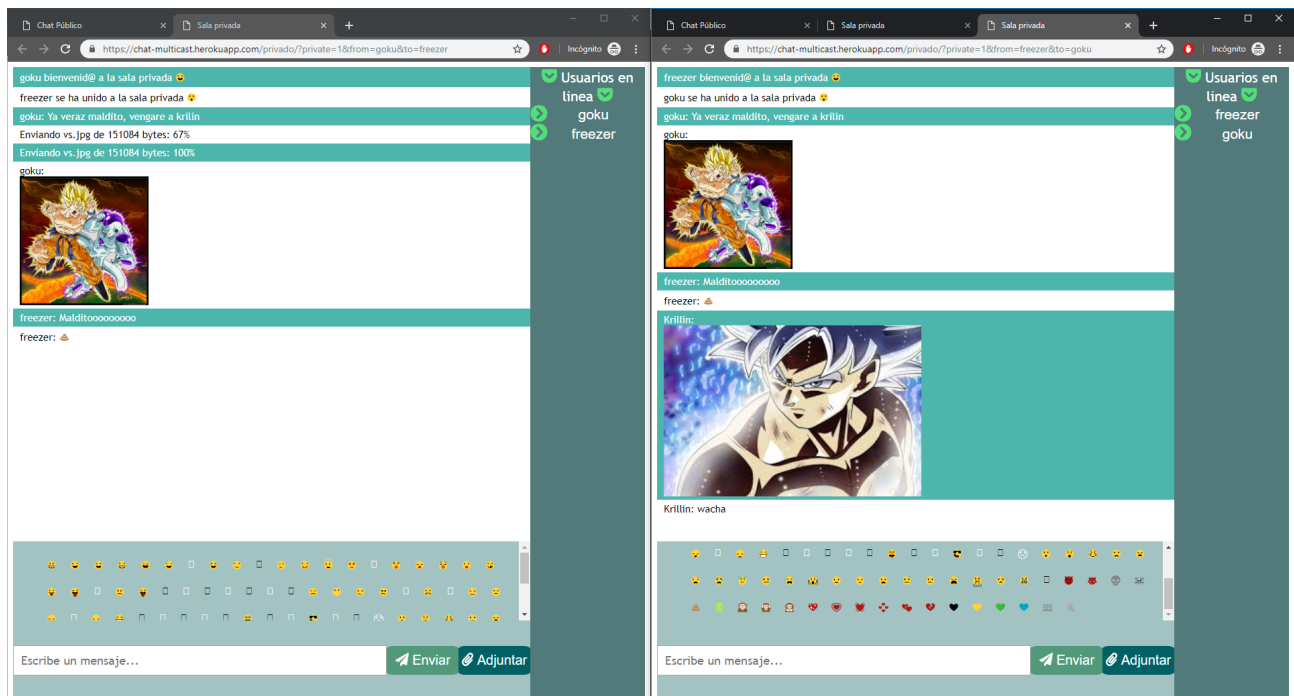 Chat Público
Sala privada
https://chat-multicast.herokuapp.com/privado/?private=1&from=goku&to=freezer
Incógnito
goku bienvenid@ a la sala privada 😄
freezer se ha unido a la sala privada 😯
goku: Ya veraz maldito, vengare a krilin
Enviando vs.jpg de 151084 bytes: 67%
Enviando vs.jpg de 151084 bytes: 100%
goku:
freezer: Malditooooooooo
freezer: 💩
Usuarios en
linea
goku
freezer
Escribe un mensaje...
Enviar
Adjuntar
Chat Público
Sala privada
Sala privada
https://chat-multicast.herokuapp.com/privado/?private=1&from=freezer&to=goku
Incógnito
freezer bienvenid@ a la sala privada 😄
goku se ha unido a la sala privada 😯
goku: Ya veraz maldito, vengare a krilin
goku:
freezer: Malditooooooooo
freezer: 💩
Krillin:
Krillin: wacha
Usuarios en
linea
freezer
goku
Escribe un mensaje...
Enviar
Adjuntar